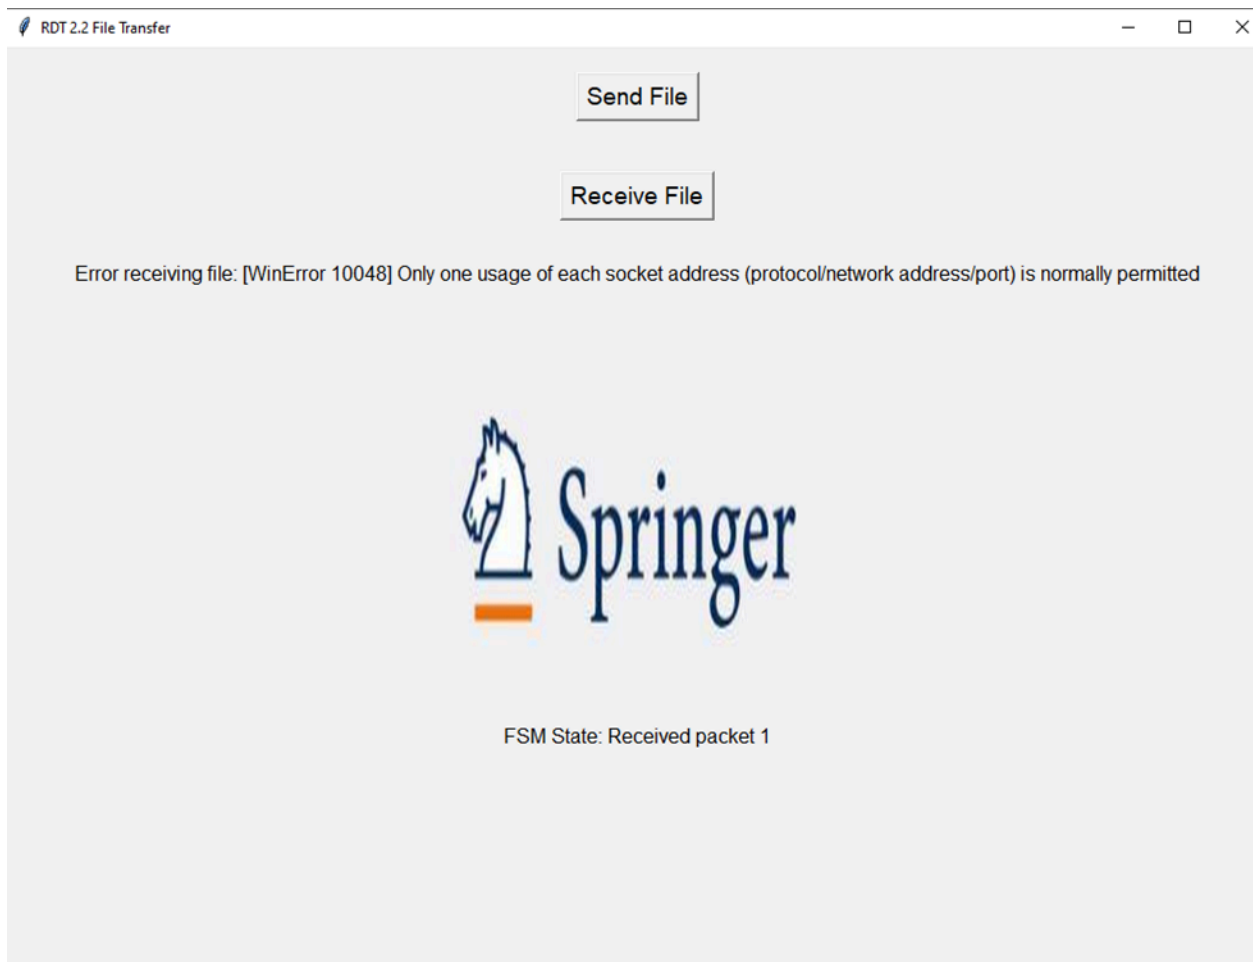 RDT 2.2 File Transfer
Send File
Receive File
Error receiving file: [WinError 10048] Only one usage of each socket address (protocol/network address/port) is normally permitted
Springer
FSM State: Received packet 1